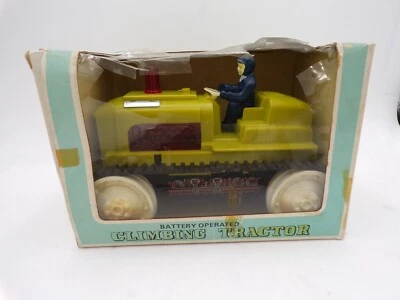 BATTERY OPERATED
CLIMBING TRACTOR